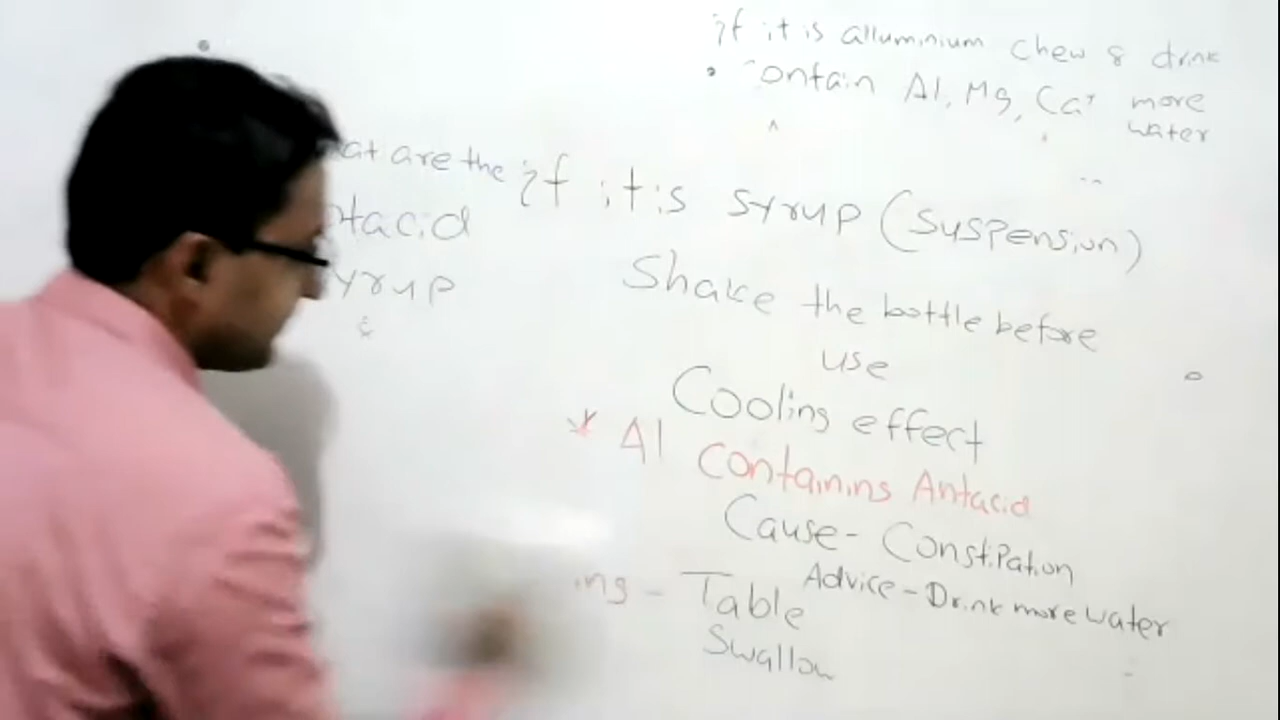 if it is alluminium chew & drink
• Contain Al, Mg, Ca+ more
water
at are the
tacid
yrup
if it is syrup (suspension)
Shake the bottle before
use
Cooling effect
* Al Containing Antacid
Cause - Constipation
Advice - Drink more water
ing - Table
Swallow